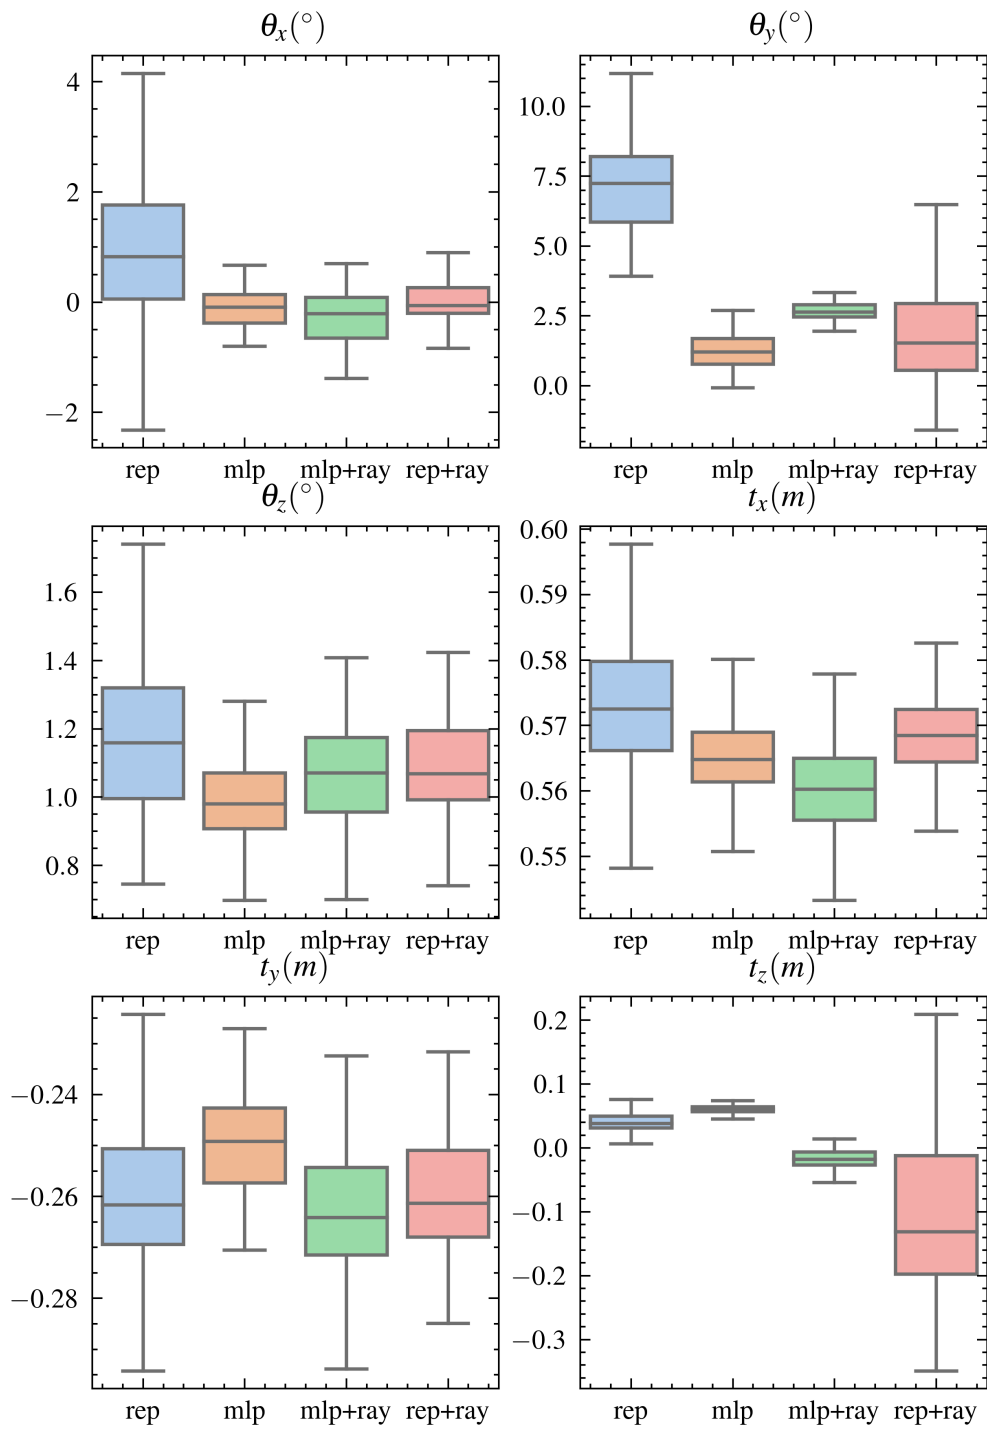 θx(°)
4
2
0
−2
rep mlp mlp+ray rep+ray
θy(°)
10.0
7.5
5.0
2.5
0.0
rep mlp mlp+ray rep+ray
θz(°)
1.6
1.4
1.2
1.0
0.8
rep mlp mlp+ray rep+ray
tx(m)
0.60
0.59
0.58
0.57
0.56
0.55
rep mlp mlp+ray rep+ray
ty(m)
−0.24
−0.26
−0.28
rep mlp mlp+ray rep+ray
tz(m)
0.2
0.1
0.0
−0.1
−0.2
−0.3
rep mlp mlp+ray rep+ray